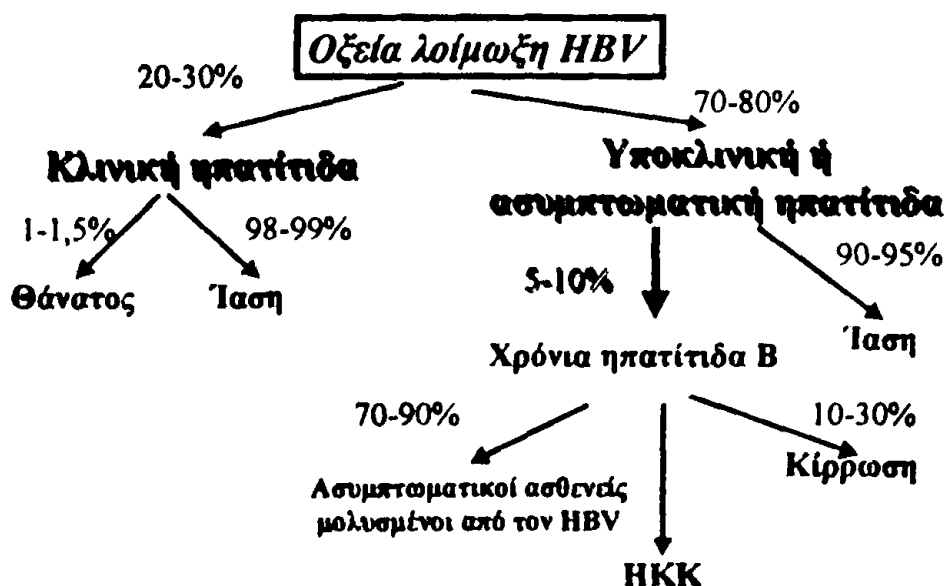 Οξεία λοίμωξη HBV
20-30%
70-80%
Κλινική ηπατίτιδα
Υποκλινική ή
ασυμπτωματική ηπατίτιδα
1-1,5%
98-99%
5-10%
90-95%
Θάνατος
Ίαση
Ίαση
Χρόνια ηπατίτιδα Β
70-90%
10-30%
Κίρρωση
Ασυμπτωματικοί ασθενείς
μολυσμένοι από τον HBV
ΗΚΚ